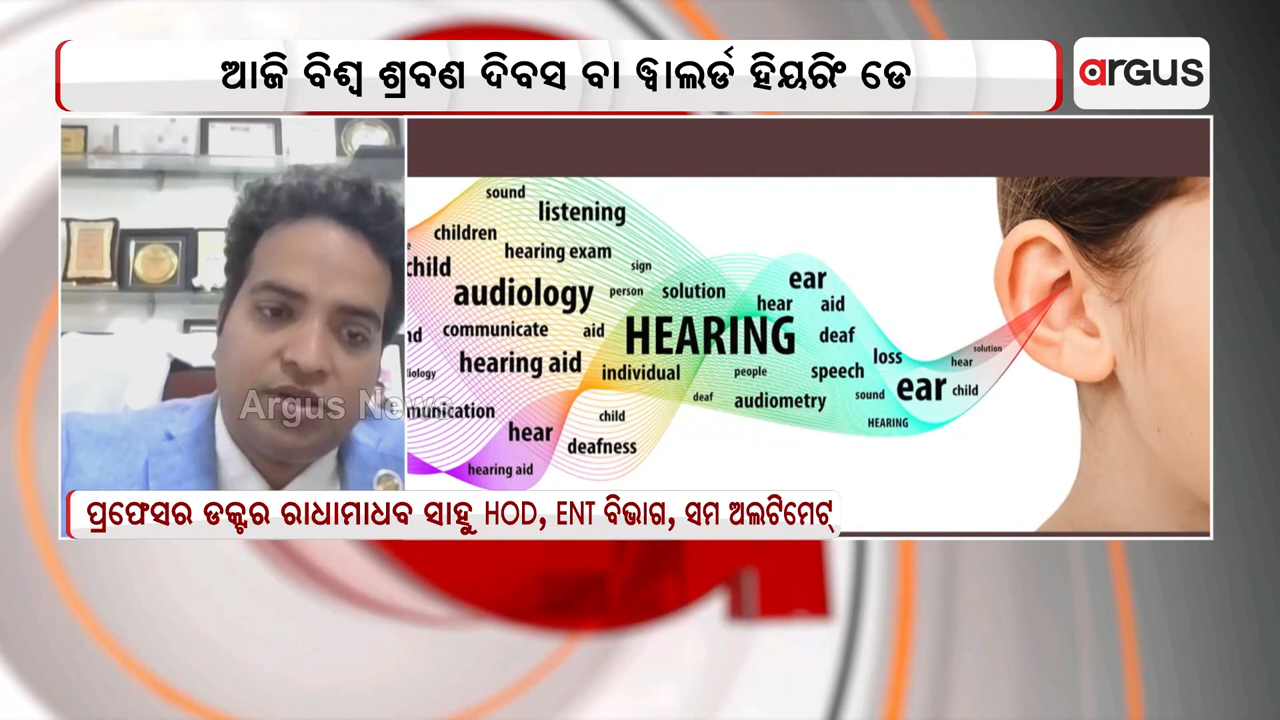 ଆଜି ବିଶ୍ୱ ଶ୍ରବଣ ଦିବସ ବା ୱାଲର୍ଡ ହିୟରିଂ ଡେ
argus
sound
listening
children
hearing exam
child
sign
audiology
person
solution
ear
hear
aid
communicate
aid
HEARING
deaf
hearing aid
individual
people
speech
loss
hear
solution
deaf
audiometry
sound
ear
child
munication
child
HEARING
hear
deafness
hearing aid
Argus News
ପ୍ରଫେସର ଡକ୍ଟର ରାଧାମାଧବ ସାହୁ HOD, ENT ବିଭାଗ, ସମ ଅଲଟିମେଟ୍